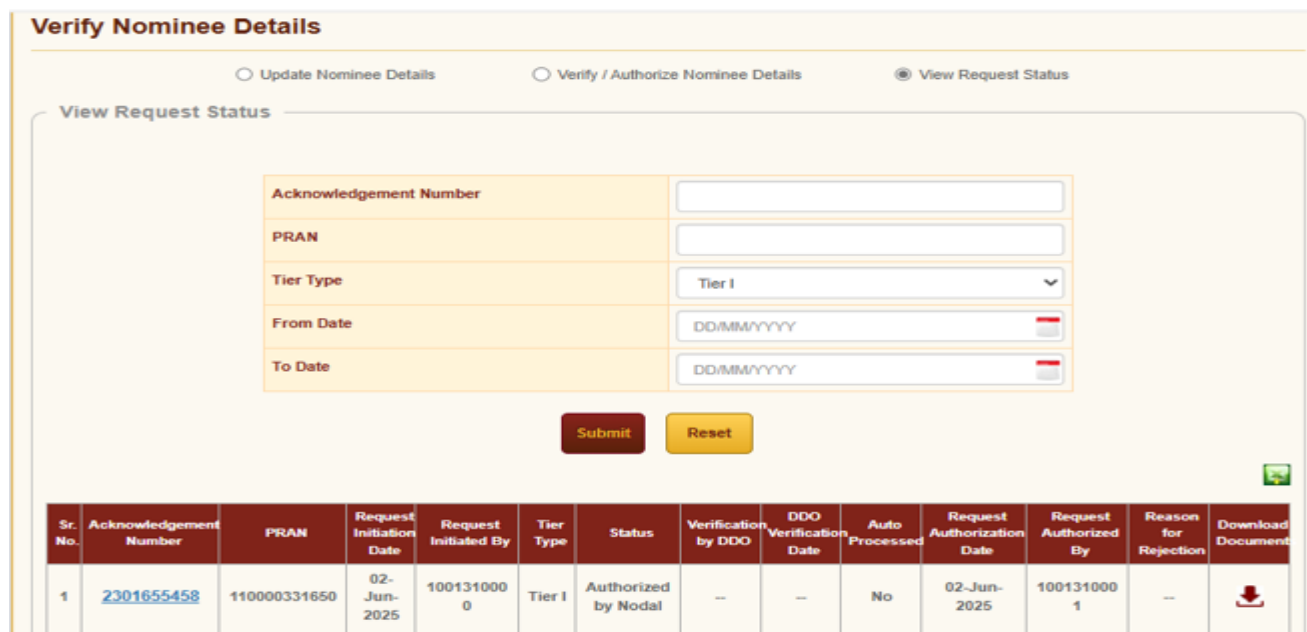 Verify Nominee Details
Update Nominee Details Verify / Authorize Nominee Details View Request Status
View Request Status
Acknowledgement Number
PRAN
Tier Type Tier I
From Date DD/MM/YYYY
To Date DD/MM/YYYY
Submit Reset
Sr. No. Acknowledgement Number PRAN Request Initiation Date Request Initiated By Tier Type Status Verification by DDO DDO Verification Date Auto Processed Request Authorization Date Request Authorized By Reason for Rejection Download Document
1 2301655458 110000331650 02-Jun-2025 1001310000 Tier I Authorized by Nodal -- -- No 02-Jun-2025 1001310001 --